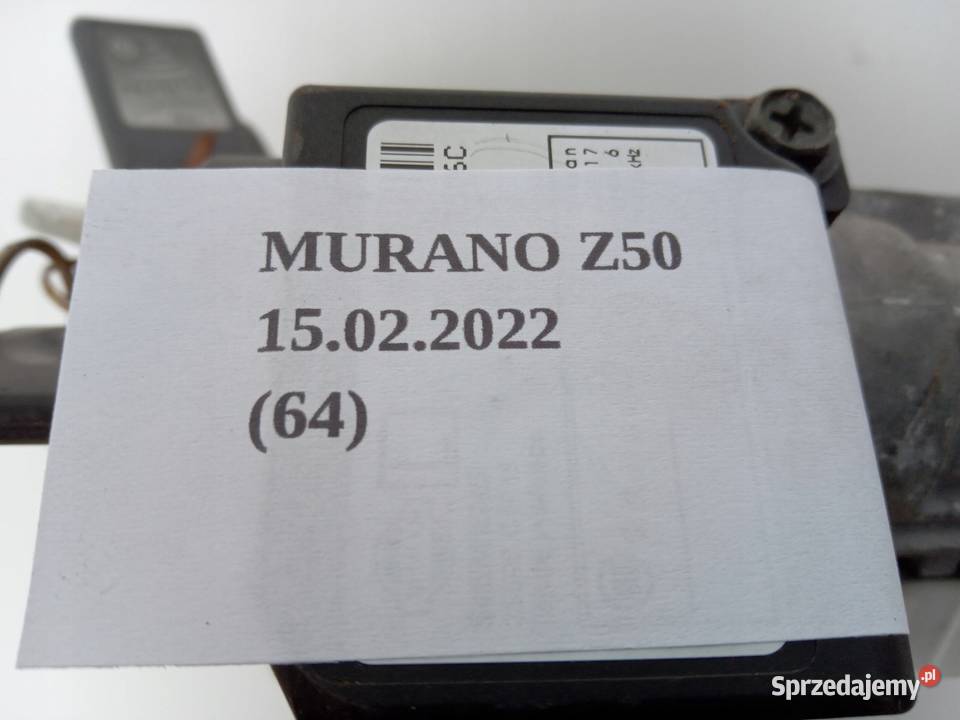 MURANO Z50
15.02.2022
(64)
Sprzedajemy.pl